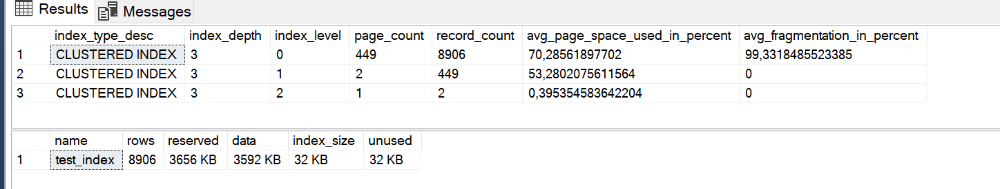 Results Messages
index_type_desc index_depth index_level page_count record_count avg_page_space_used_in_percent avg_fragmentation_in_percent
1 CLUSTERED INDEX 3 0 449 8906 70,28561897702 99,3318485523385
2 CLUSTERED INDEX 3 1 2 449 53,2802075611564 0
3 CLUSTERED INDEX 3 2 1 2 0,395354583642204 0
name rows reserved data index_size unused
1 test_index 8906 3656 KB 3592 KB 32 KB 32 KB